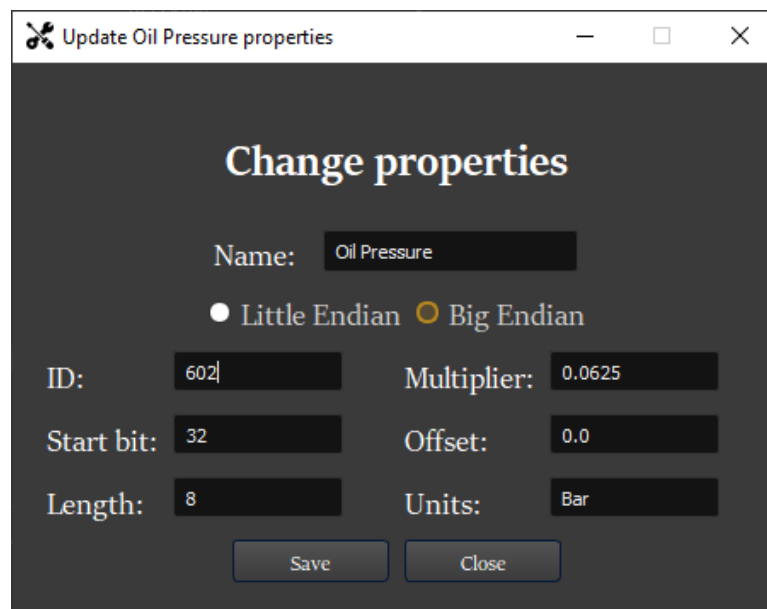 Update Oil Pressure properties
Change properties
Name: Oil Pressure
Little Endian Big Endian
ID: 602 Multiplier: 0.0625
Start bit: 32 Offset: 0.0
Length: 8 Units: Bar
Save Close